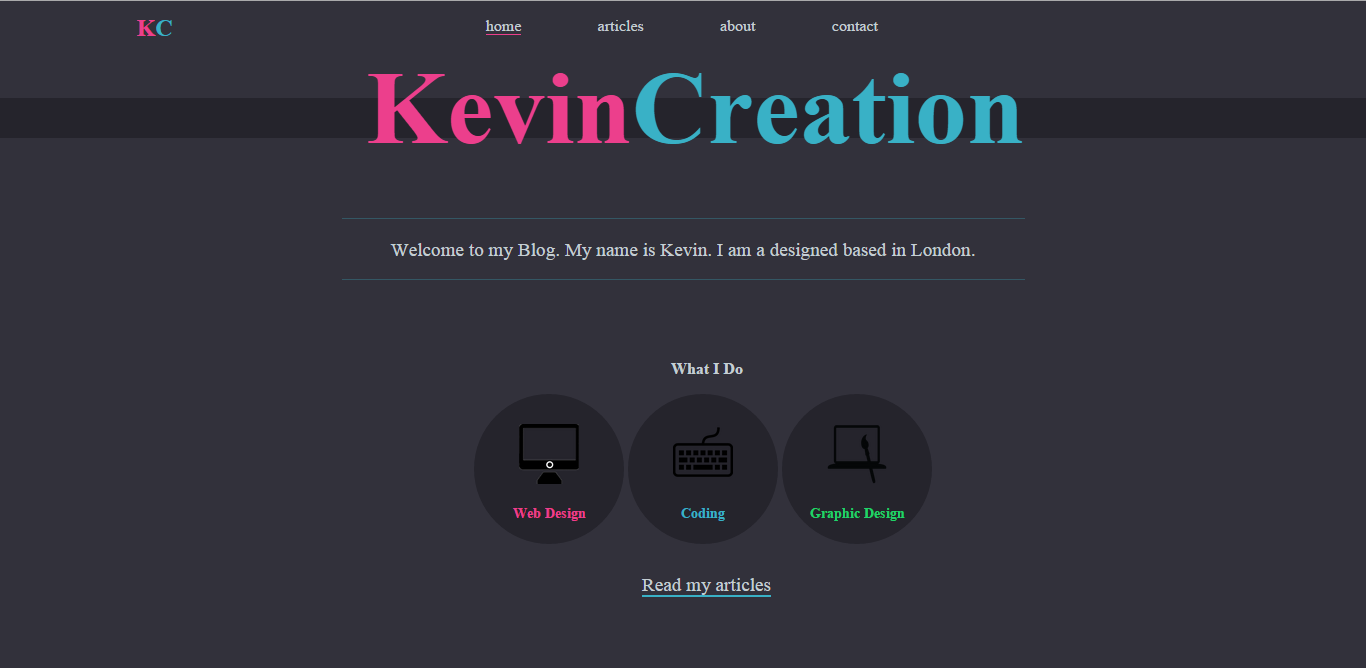 KC
home articles about contact
KevinCreation
Welcome to my Blog. My name is Kevin. I am a designed based in London.
What I Do
Web Design Coding Graphic Design
Read my articles